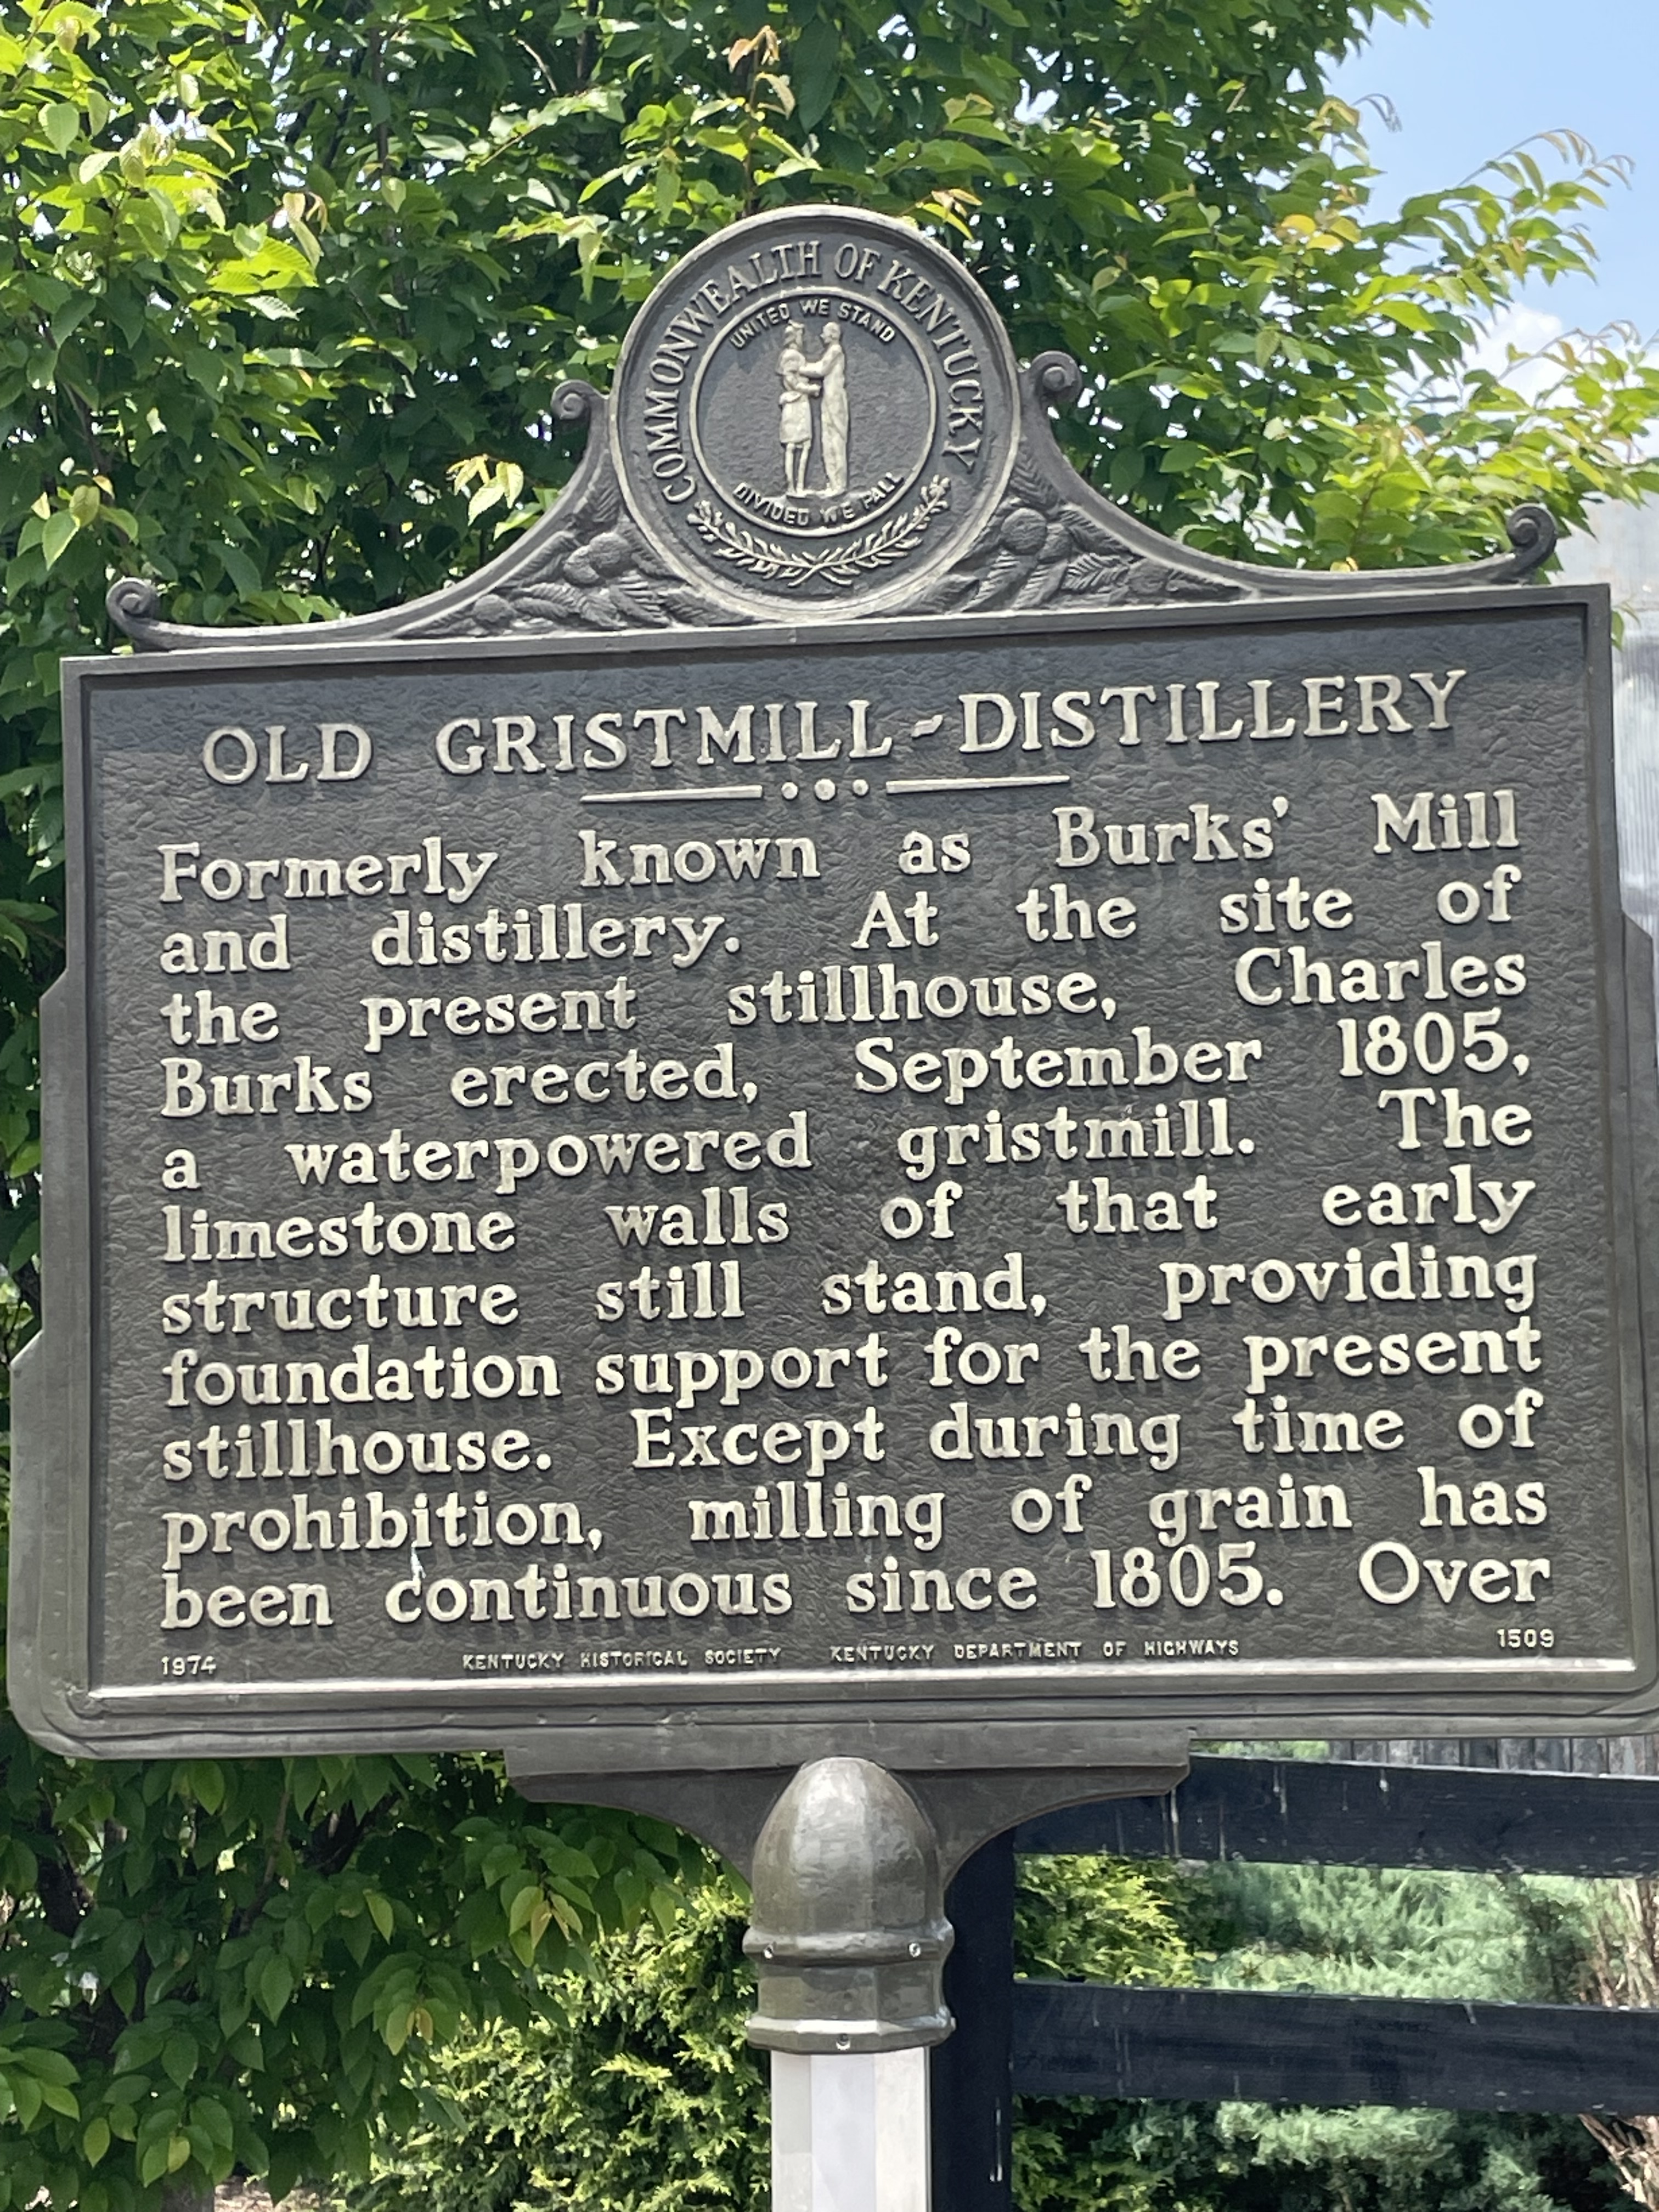 COMMONWEALTH OF KENTUCKY
UNITED WE STAND
DIVIDED WE FALL
OLD GRISTMILL-DISTILLERY
Formerly known as Burks' Mill
and distillery. At the site of
the present stillhouse, Charles
Burks erected, September 1805,
a waterpowered gristmill. The
limestone walls of that early
structure still stand, providing
foundation support for the present
stillhouse. Except during time of
prohibition, milling of grain has
been continuous since 1805. Over
1974 KENTUCKY HISTORICAL SOCIETY KENTUCKY DEPARTMENT OF HIGHWAYS 1509